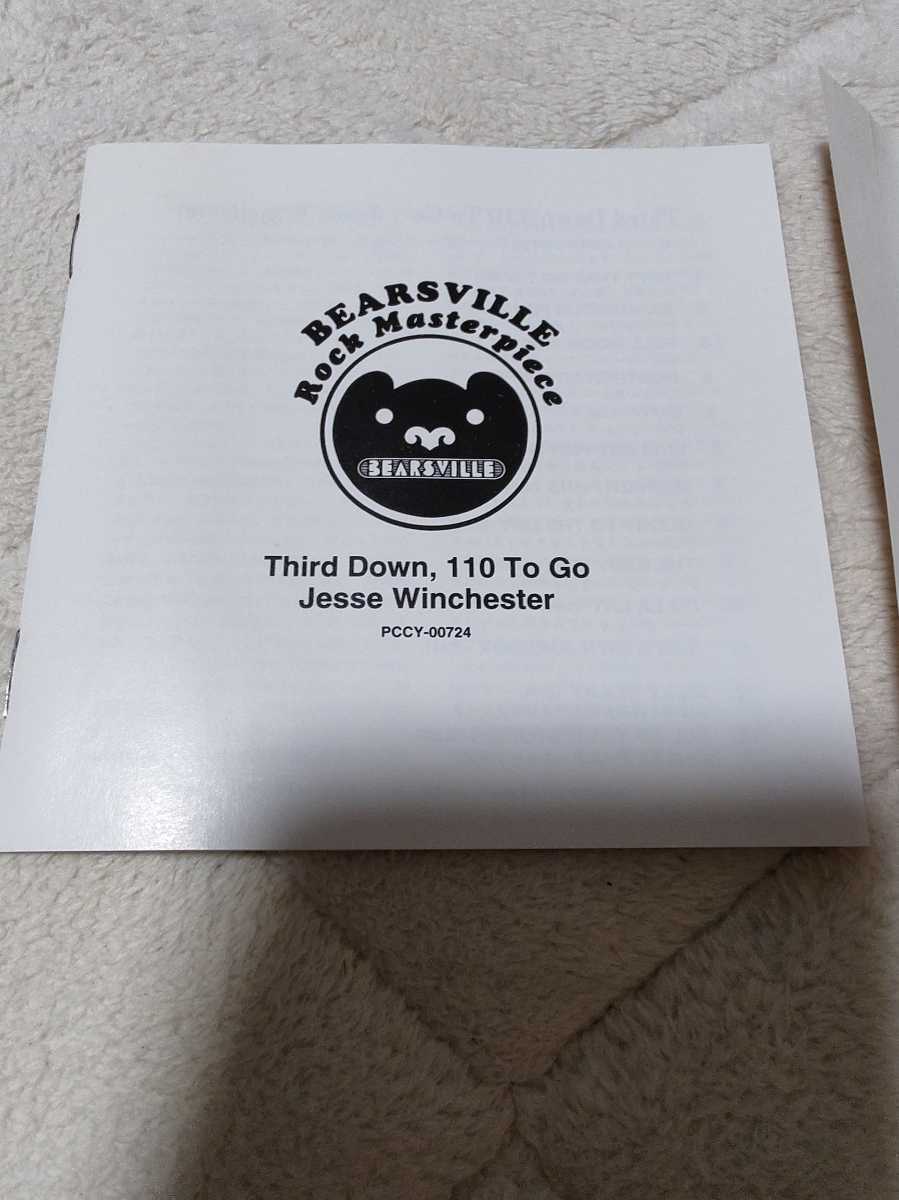 BEARSVILLE
Rock Masterpiece
BEARSVILLE
Third Down, 110 To Go
Jesse Winchester
PCCY-00724